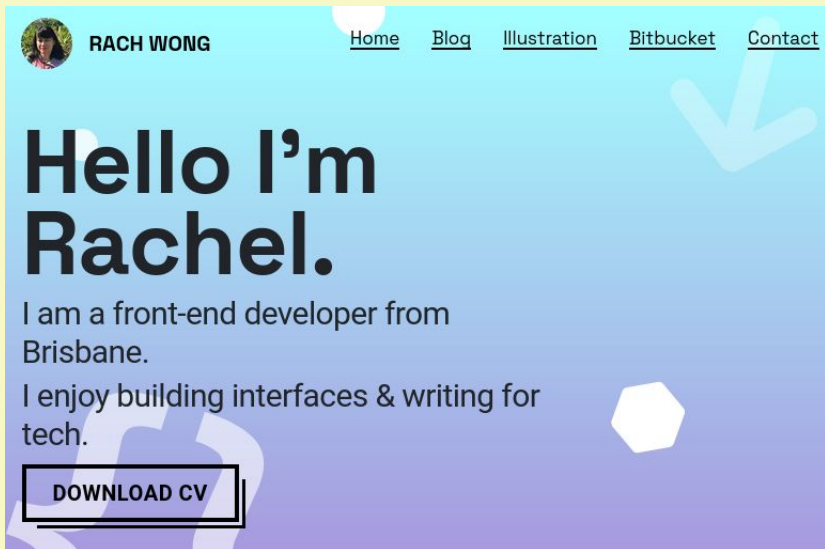 RACH WONG
Home Blog Illustration Bitbucket Contact
Hello I'm
Rachel.
I am a front-end developer from
Brisbane.
I enjoy building interfaces & writing for
tech.
DOWNLOAD CV